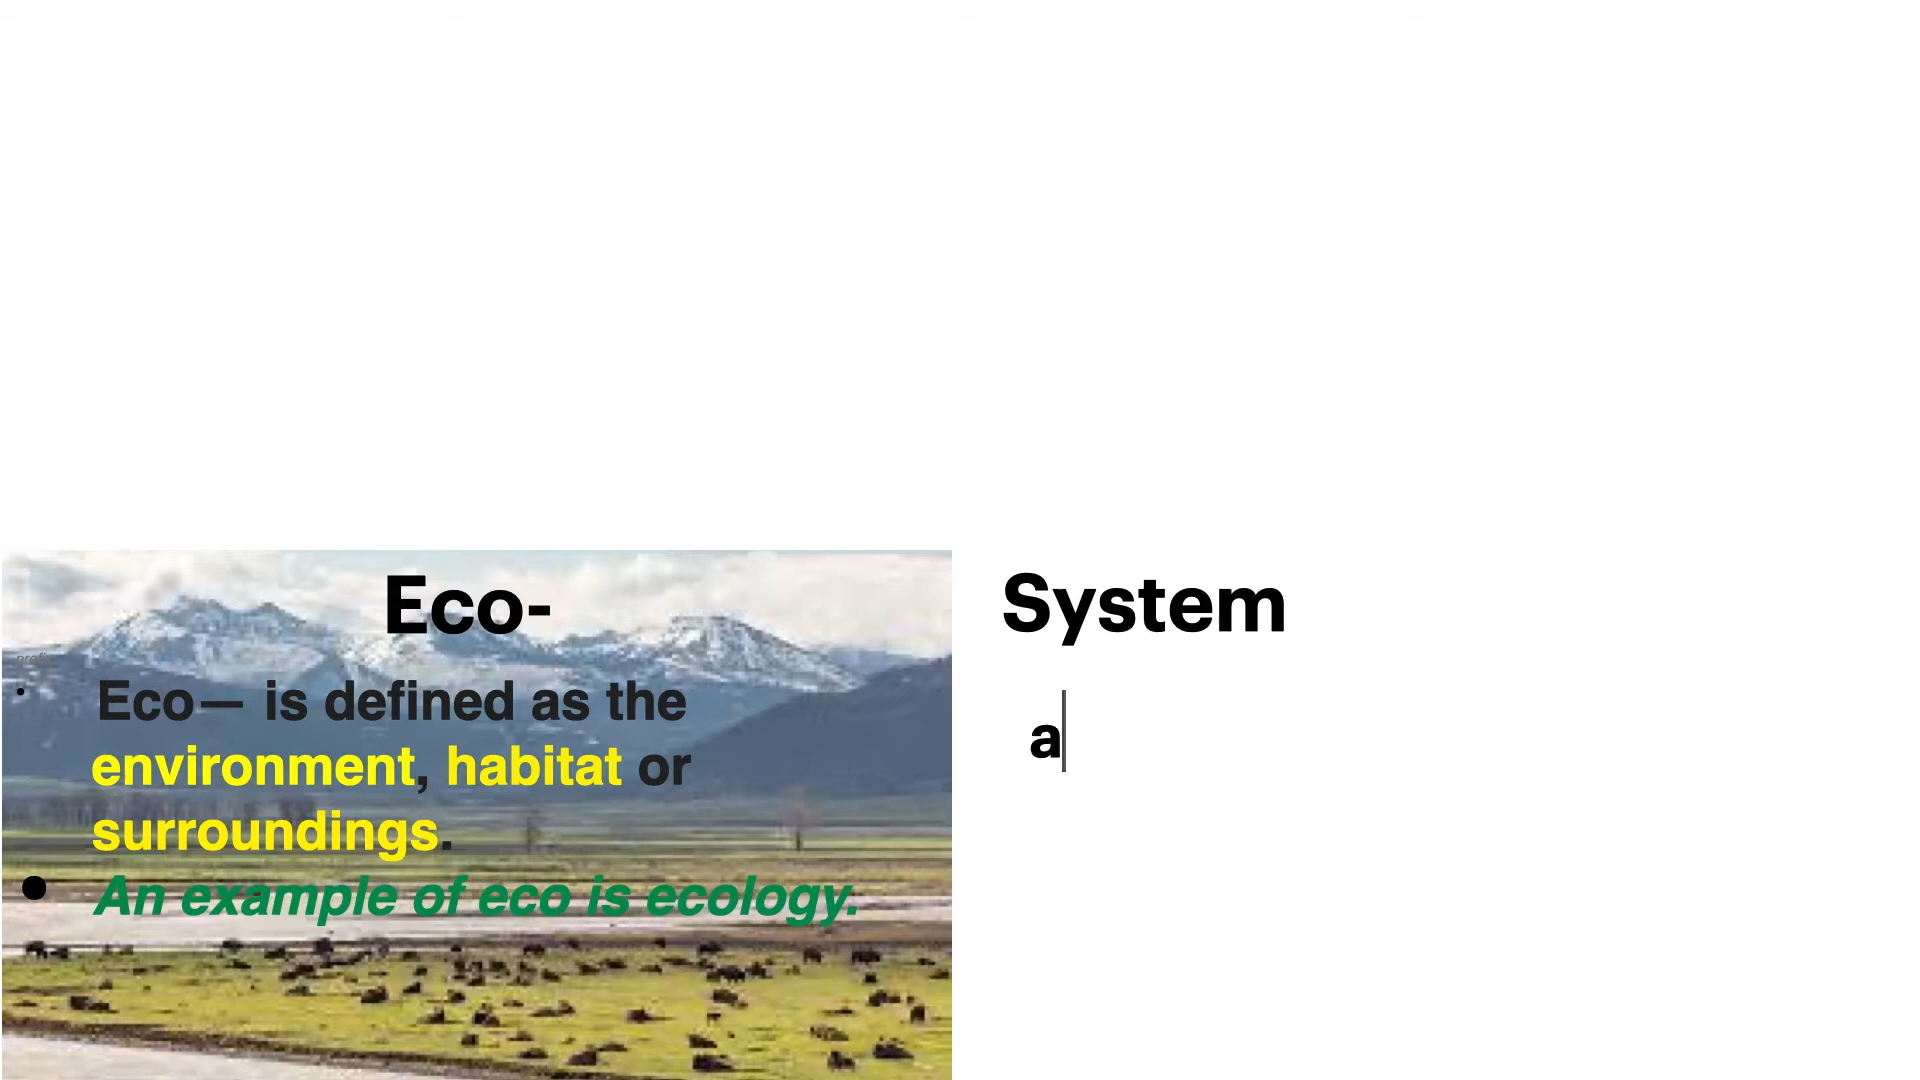 Eco-
Eco— is defined as the
environment, habitat or
surroundings.
An example of eco is ecology.
System
a